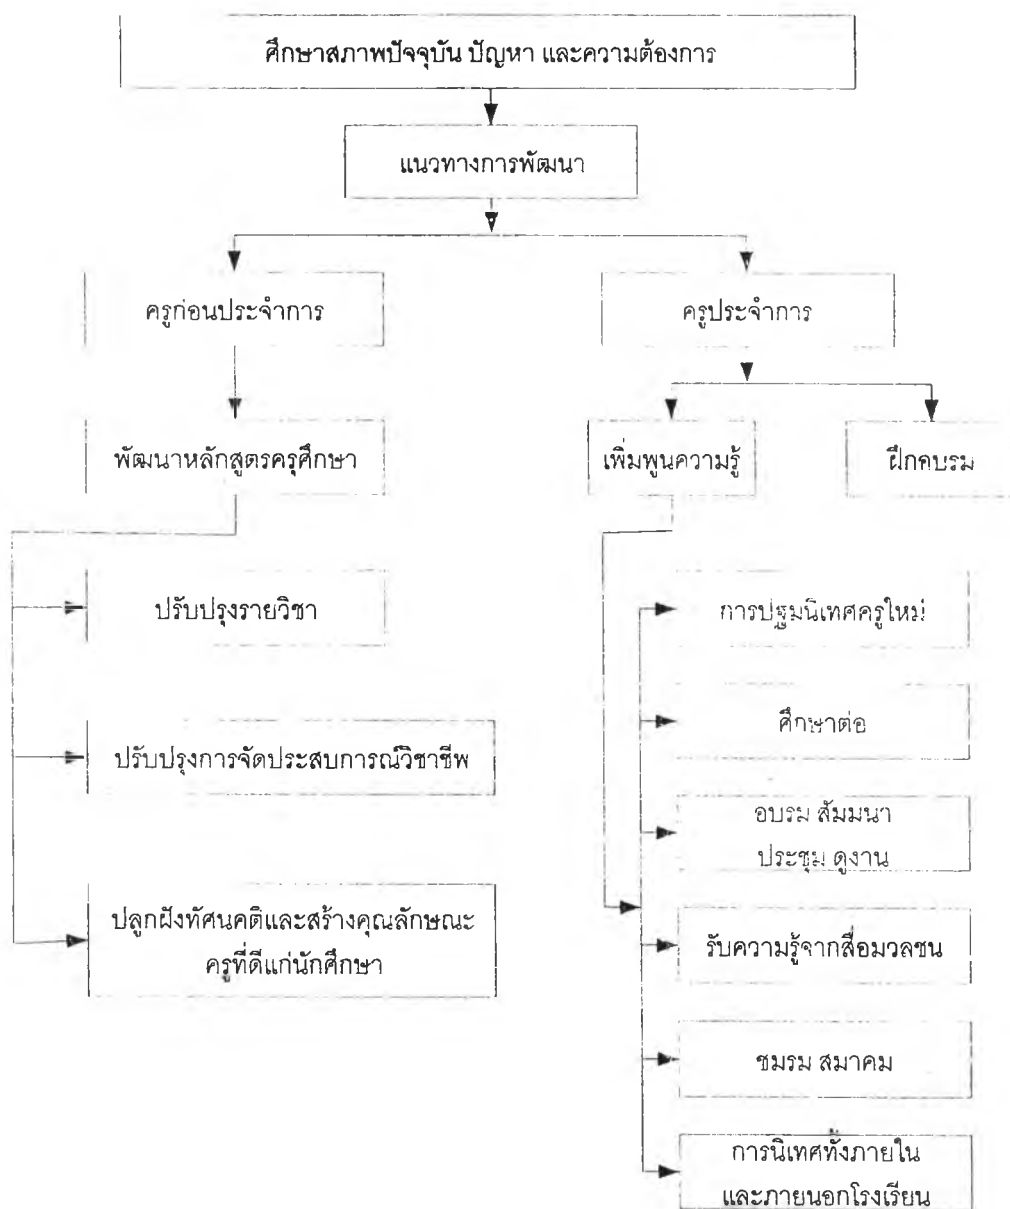 ศึกษาสภาพปัจจุบัน ปัญหา และความต้องการ
แนวทางการพัฒนา
ครูก่อนประจำการ
ครูประจำการ
พัฒนาหลักสูตรครุศึกษา
เพิ่มพูนความรู้
ฝึกอบรม
ปรับปรุงรายวิชา
ปรับปรุงการจัดประสบการณ์วิชาชีพ
ปลูกฝังทัศนคติและสร้างคุณลักษณะ
ครูที่ดีแก่นักศึกษา
การปฐมนิเทศครูใหม่
ศึกษาต่อ
อบรม สัมมนา
ประชุม ดูงาน
รับความรู้จากสื่อมวลชน
ชมรม สมาคม
การนิเทศทั้งภายใน
และภายนอกโรงเรียน